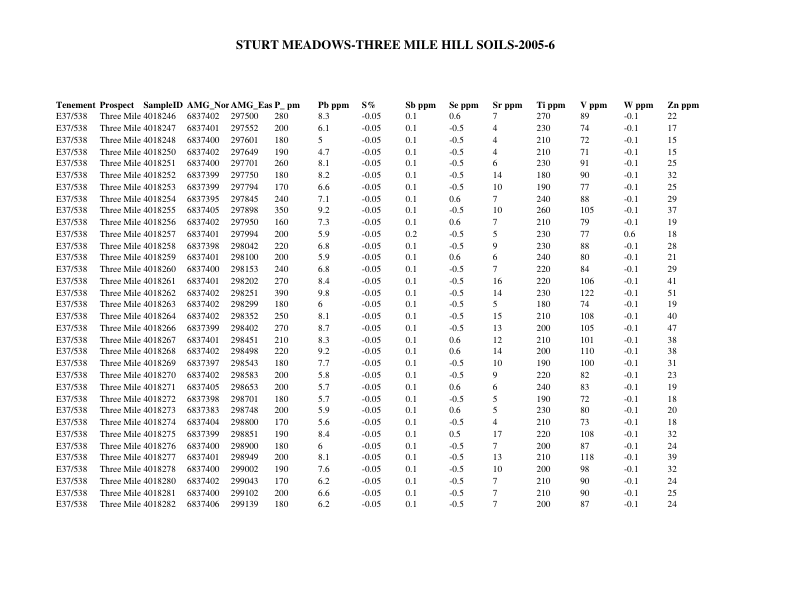 STURT MEADOWS-THREE MILE HILL SOILS-2005-6
Tenement Prospect SampleID AMG_Nor AMG_Eas P_ pm Pb ppm S% Sb ppm Se ppm Sr ppm Ti ppm V ppm W ppm Zn ppm
E37/538 Three Mile 4018246 6837402 297500 280 8.3 -0.05 0.1 0.6 7 270 89 -0.1 22
E37/538 Three Mile 4018247 6837401 297552 200 6.1 -0.05 0.1 -0.5 4 230 74 -0.1 17
E37/538 Three Mile 4018248 6837400 297601 180 5 -0.05 0.1 -0.5 4 210 72 -0.1 15
E37/538 Three Mile 4018250 6837402 297649 190 4.7 -0.05 0.1 -0.5 4 210 71 -0.1 15
E37/538 Three Mile 4018251 6837400 297701 260 8.1 -0.05 0.1 -0.5 6 230 91 -0.1 25
E37/538 Three Mile 4018252 6837399 297750 180 8.2 -0.05 0.1 -0.5 14 180 90 -0.1 32
E37/538 Three Mile 4018253 6837399 297794 170 6.6 -0.05 0.1 -0.5 10 190 77 -0.1 25
E37/538 Three Mile 4018254 6837395 297845 240 7.1 -0.05 0.1 0.6 7 240 88 -0.1 29
E37/538 Three Mile 4018255 6837405 297898 350 9.2 -0.05 0.1 -0.5 10 260 105 -0.1 37
E37/538 Three Mile 4018256 6837402 297950 160 7.3 -0.05 0.1 0.6 7 210 79 -0.1 19
E37/538 Three Mile 4018257 6837401 297994 200 5.9 -0.05 0.2 -0.5 5 230 77 0.6 18
E37/538 Three Mile 4018258 6837398 298042 220 6.8 -0.05 0.1 -0.5 9 230 88 -0.1 28
E37/538 Three Mile 4018259 6837401 298100 200 5.9 -0.05 0.1 0.6 6 240 80 -0.1 21
E37/538 Three Mile 4018260 6837400 298153 240 6.8 -0.05 0.1 -0.5 7 220 84 -0.1 29
E37/538 Three Mile 4018261 6837401 298202 270 8.4 -0.05 0.1 -0.5 16 220 106 -0.1 41
E37/538 Three Mile 4018262 6837402 298251 390 9.8 -0.05 0.1 -0.5 14 230 122 -0.1 51
E37/538 Three Mile 4018263 6837402 298299 180 6 -0.05 0.1 -0.5 5 180 74 -0.1 19
E37/538 Three Mile 4018264 6837402 298352 250 8.1 -0.05 0.1 -0.5 15 210 108 -0.1 40
E37/538 Three Mile 4018266 6837399 298402 270 8.7 -0.05 0.1 -0.5 13 200 105 -0.1 47
E37/538 Three Mile 4018267 6837401 298451 210 8.3 -0.05 0.1 0.6 12 210 101 -0.1 38
E37/538 Three Mile 4018268 6837402 298498 220 9.2 -0.05 0.1 0.6 14 200 110 -0.1 38
E37/538 Three Mile 4018269 6837397 298543 180 7.7 -0.05 0.1 -0.5 10 190 100 -0.1 31
E37/538 Three Mile 4018270 6837402 298583 200 5.8 -0.05 0.1 -0.5 9 220 82 -0.1 23
E37/538 Three Mile 4018271 6837405 298653 200 5.7 -0.05 0.1 0.6 6 240 83 -0.1 19
E37/538 Three Mile 4018272 6837398 298701 180 5.7 -0.05 0.1 -0.5 5 190 72 -0.1 18
E37/538 Three Mile 4018273 6837383 298748 200 5.9 -0.05 0.1 0.6 5 230 80 -0.1 20
E37/538 Three Mile 4018274 6837404 298800 170 5.6 -0.05 0.1 -0.5 4 210 73 -0.1 18
E37/538 Three Mile 4018275 6837399 298851 190 8.4 -0.05 0.1 0.5 17 220 108 -0.1 32
E37/538 Three Mile 4018276 6837400 298900 180 6 -0.05 0.1 -0.5 7 200 87 -0.1 24
E37/538 Three Mile 4018277 6837401 298949 200 8.1 -0.05 0.1 -0.5 13 210 118 -0.1 39
E37/538 Three Mile 4018278 6837400 299002 190 7.6 -0.05 0.1 -0.5 10 200 98 -0.1 32
E37/538 Three Mile 4018280 6837402 299043 170 6.2 -0.05 0.1 -0.5 7 210 90 -0.1 24
E37/538 Three Mile 4018281 6837400 299102 200 6.6 -0.05 0.1 -0.5 7 210 90 -0.1 25
E37/538 Three Mile 4018282 6837406 299139 180 6.2 -0.05 0.1 -0.5 7 200 87 -0.1 24